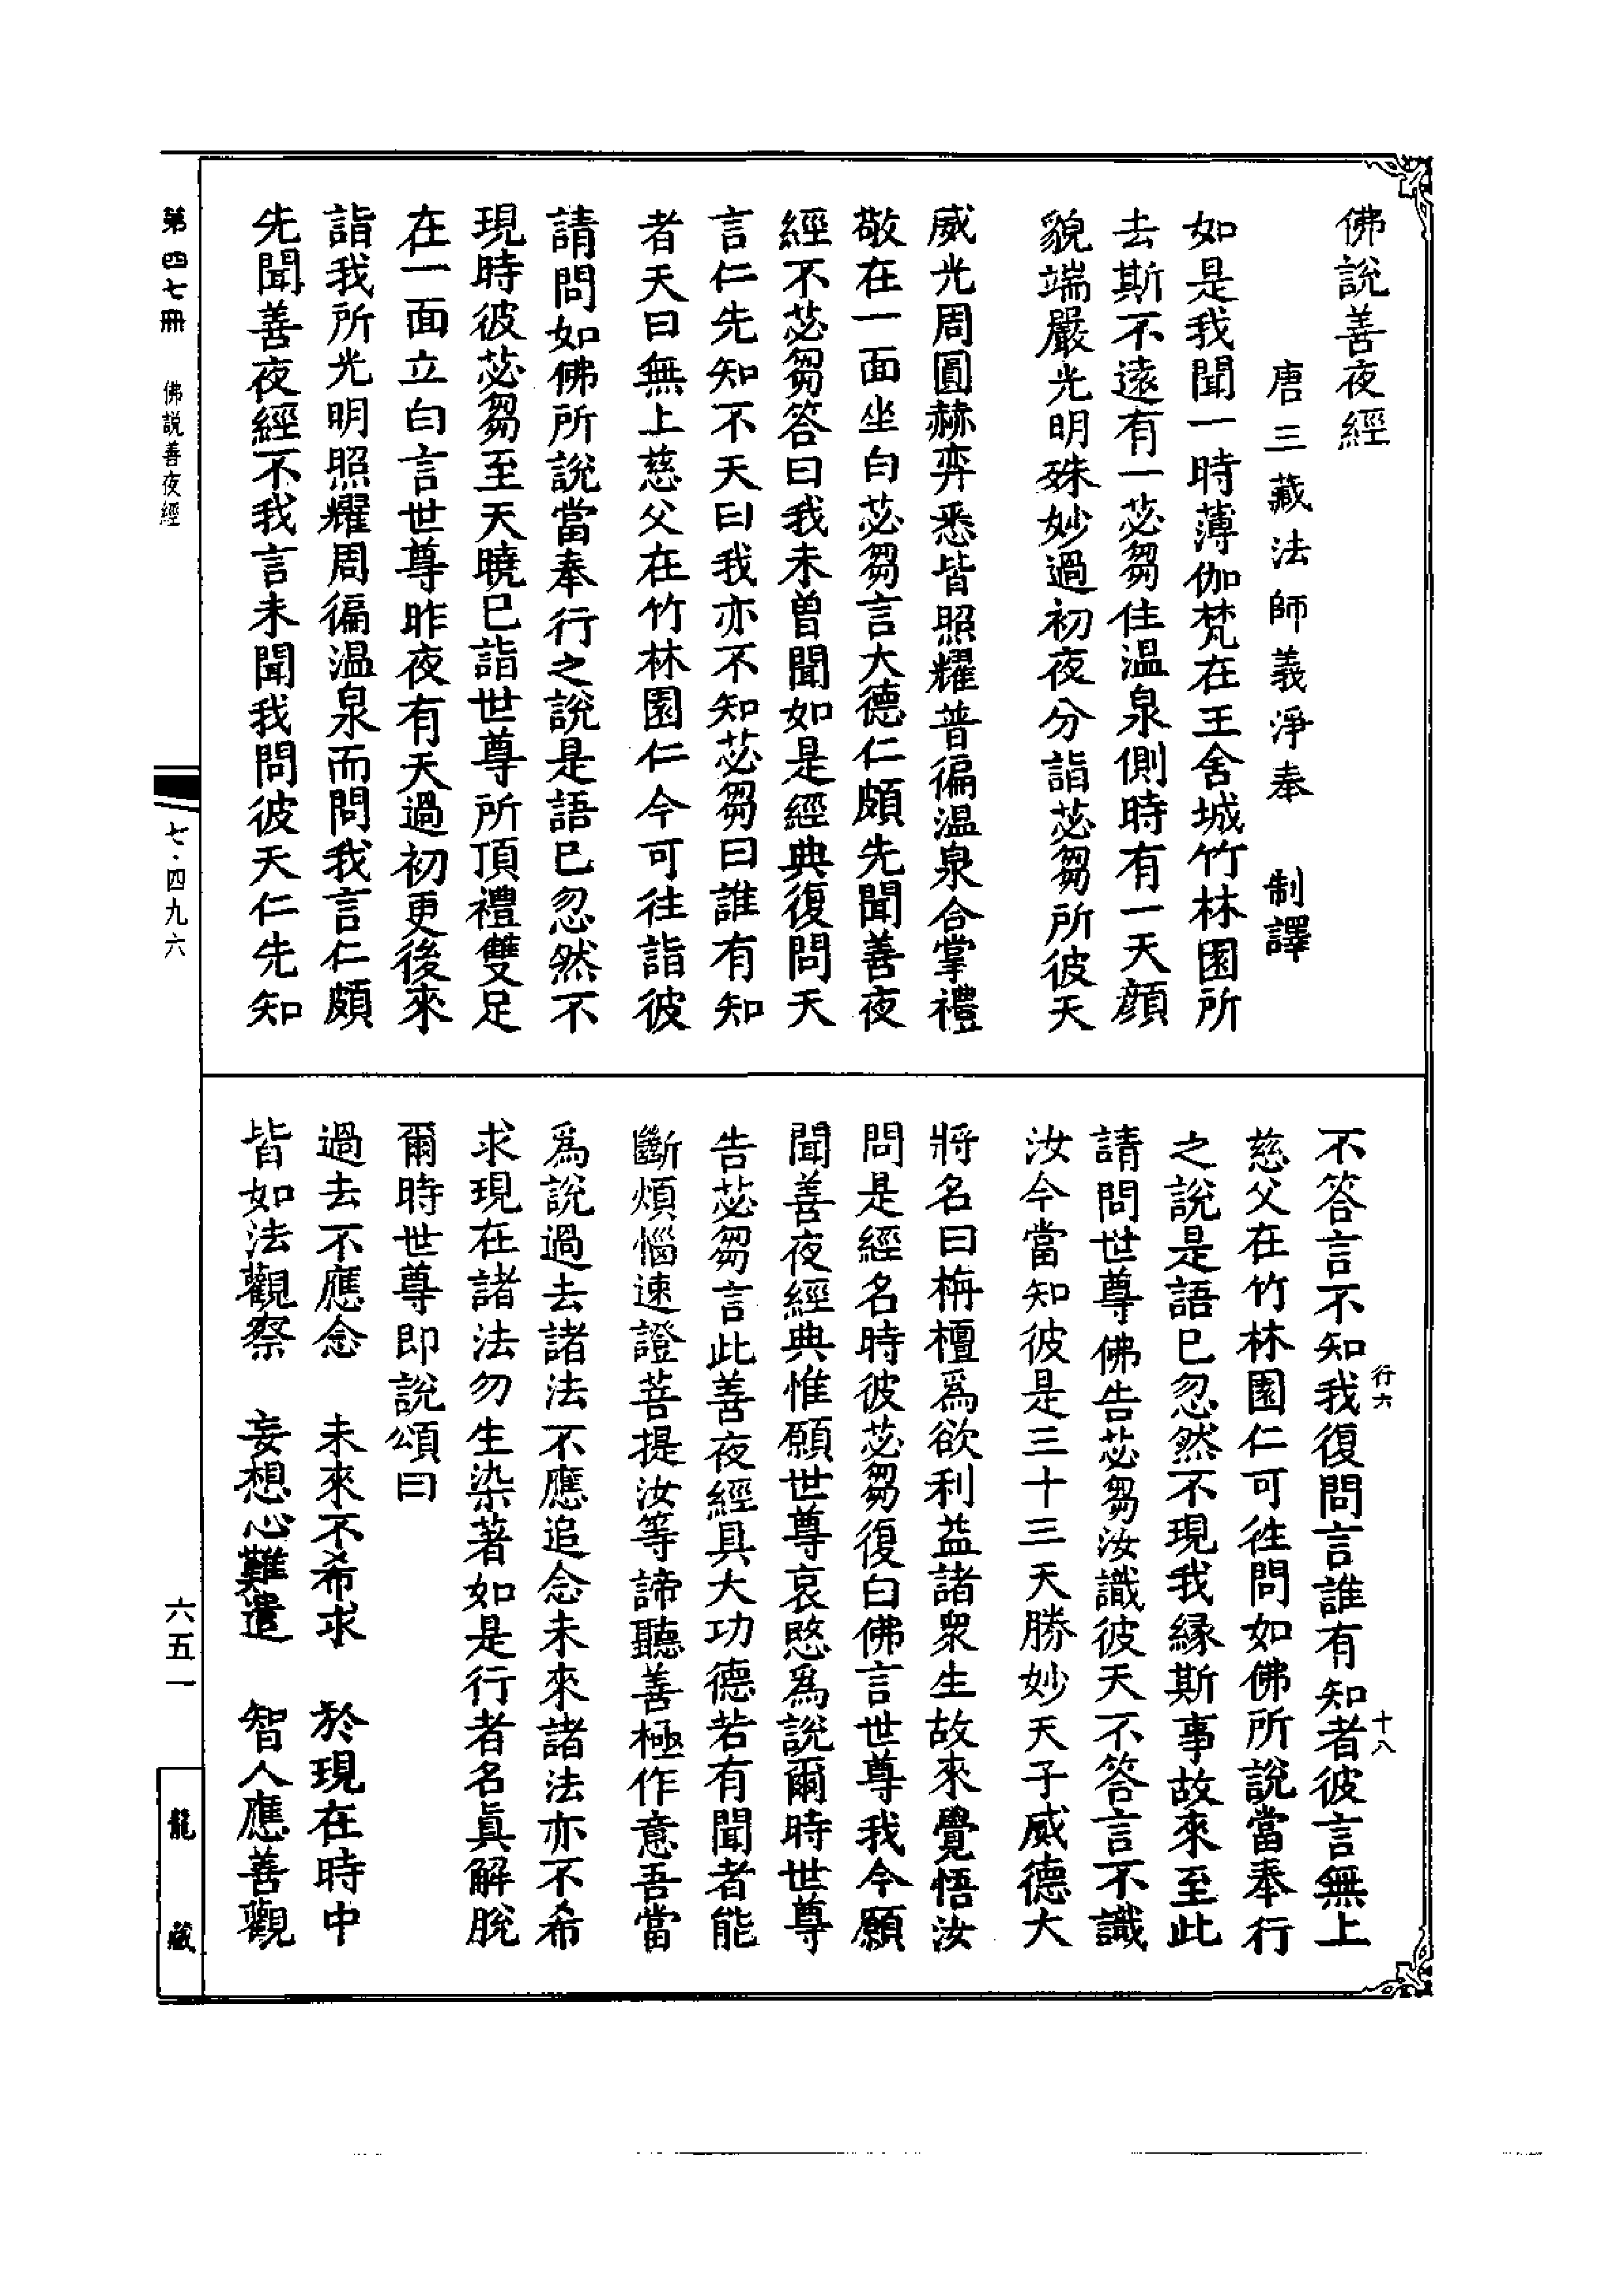 佛說善夜經
唐三藏法師義淨奉　制譯
如是我聞一時薄伽梵在王舍城竹林園所
去斯不遠有一苾芻住溫泉側時有一天顔
貌端嚴光明殊妙過初夜分詣苾芻所彼天
威光周圓赫弈悉皆照耀普徧溫泉合掌禮
敬在一面坐白苾芻言大德仁頗先聞善夜
經不苾芻答曰我未曽聞如是經典復問天
言仁先知不天曰我亦不知苾芻曰誰有知
者天曰無上慈父在竹林園仁今可往詣彼
請問如佛所說當奉行之說是語已忽然不
現時彼苾芻至天曉已詣世尊所頂禮雙足
在一面立白言世尊昨夜有天過初更後來
詣我所光明照耀周徧溫泉而問我言仁頗
先聞善夜經不我言未聞我問彼天仁先知
不答言不知我復問言誰有知者彼言無上
慈父在竹林園仁可徃問如佛所說當奉行
之說是語已忽然不現我緣斯事故來至此
請問世尊佛告苾芻汝識彼天不答言不識
汝今當知彼是三十三天勝妙天子威德大
將名曰栴檀爲欲利益諸衆生故來覺悟汝
問是經名時彼苾芻復白佛言世尊我今願
聞善夜經典惟願世尊哀愍爲說爾時世尊
告苾芻言此善夜經具大功德若有聞者能
斷煩惱速證菩提汝等諦聽善極作意吾當
爲說過去諸法不應追念未來諸法亦不希
求現在諸法勿生染著如是行者名眞解脫
爾時世尊即說頌曰
過去不應念　未來不希求　於現在時中
皆如法觀察　妄想心難遣　智人應善觀
行六
十八
第四七冊　佛說善夜經
七·四九六
六五一
龍藏